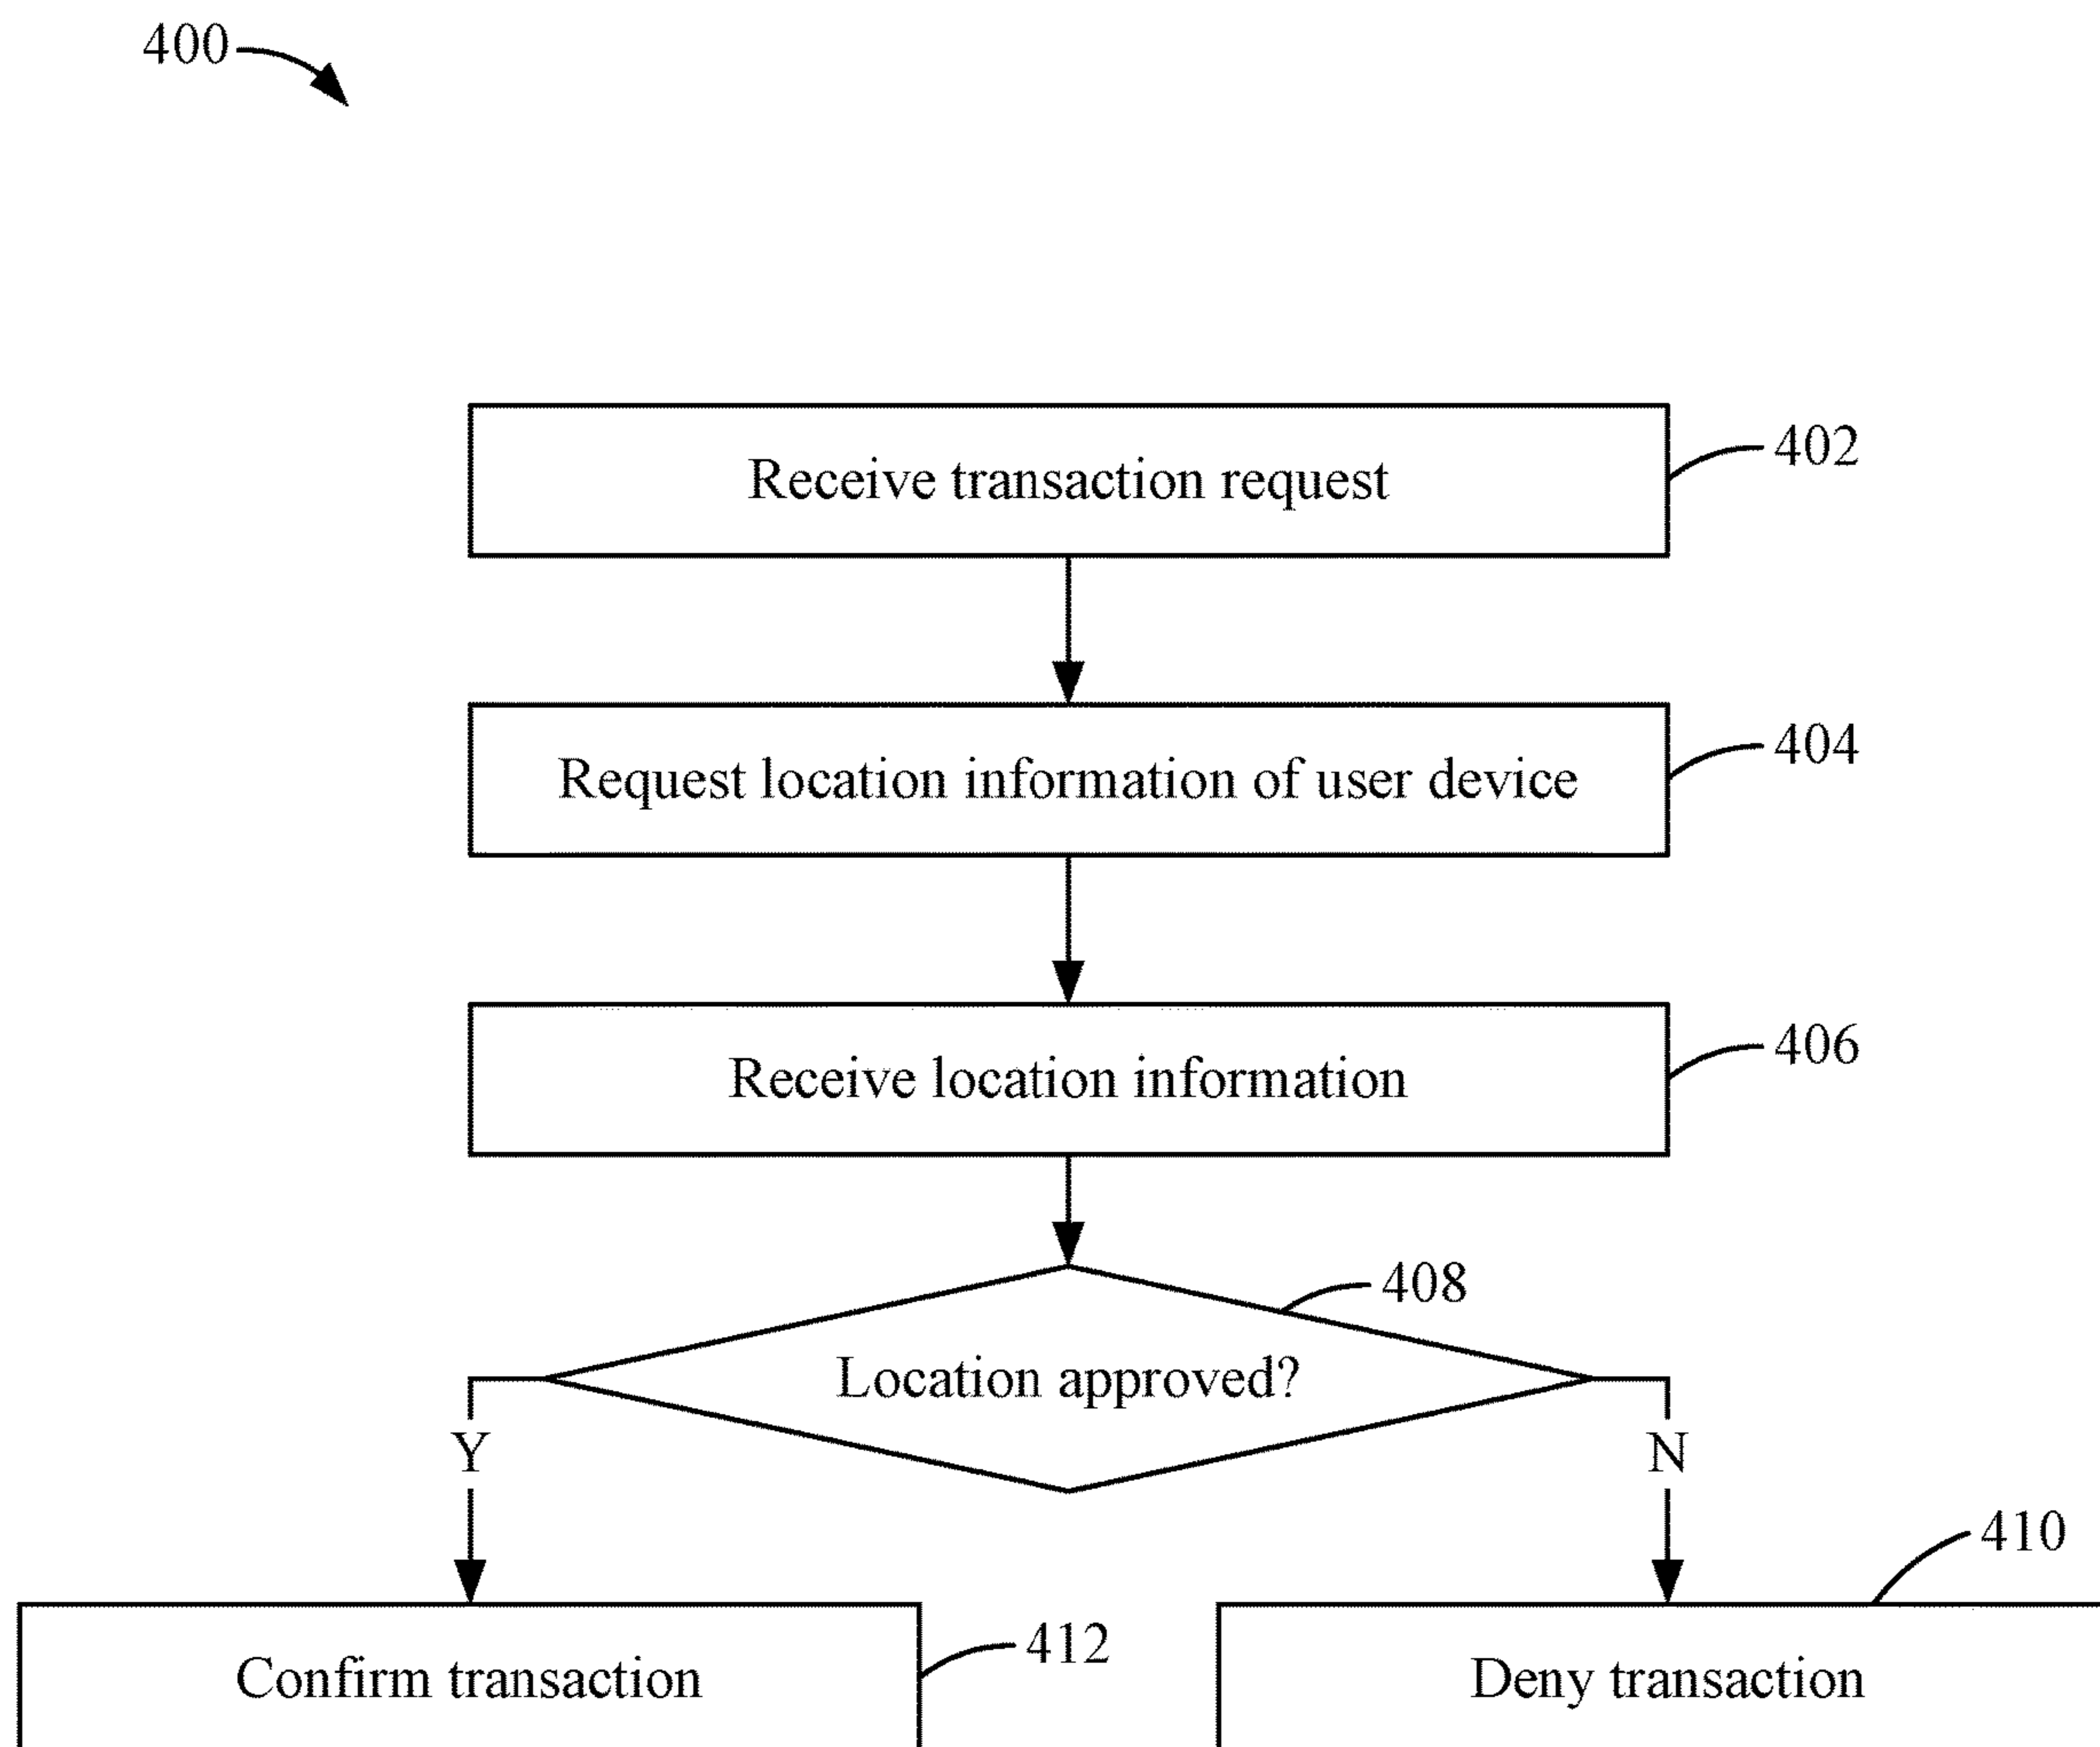 400
Receive transaction request
402
Request location information of user device
404
Receive location information
406
408
Location approved?
Y
N
410
412
Confirm transaction
Deny transaction